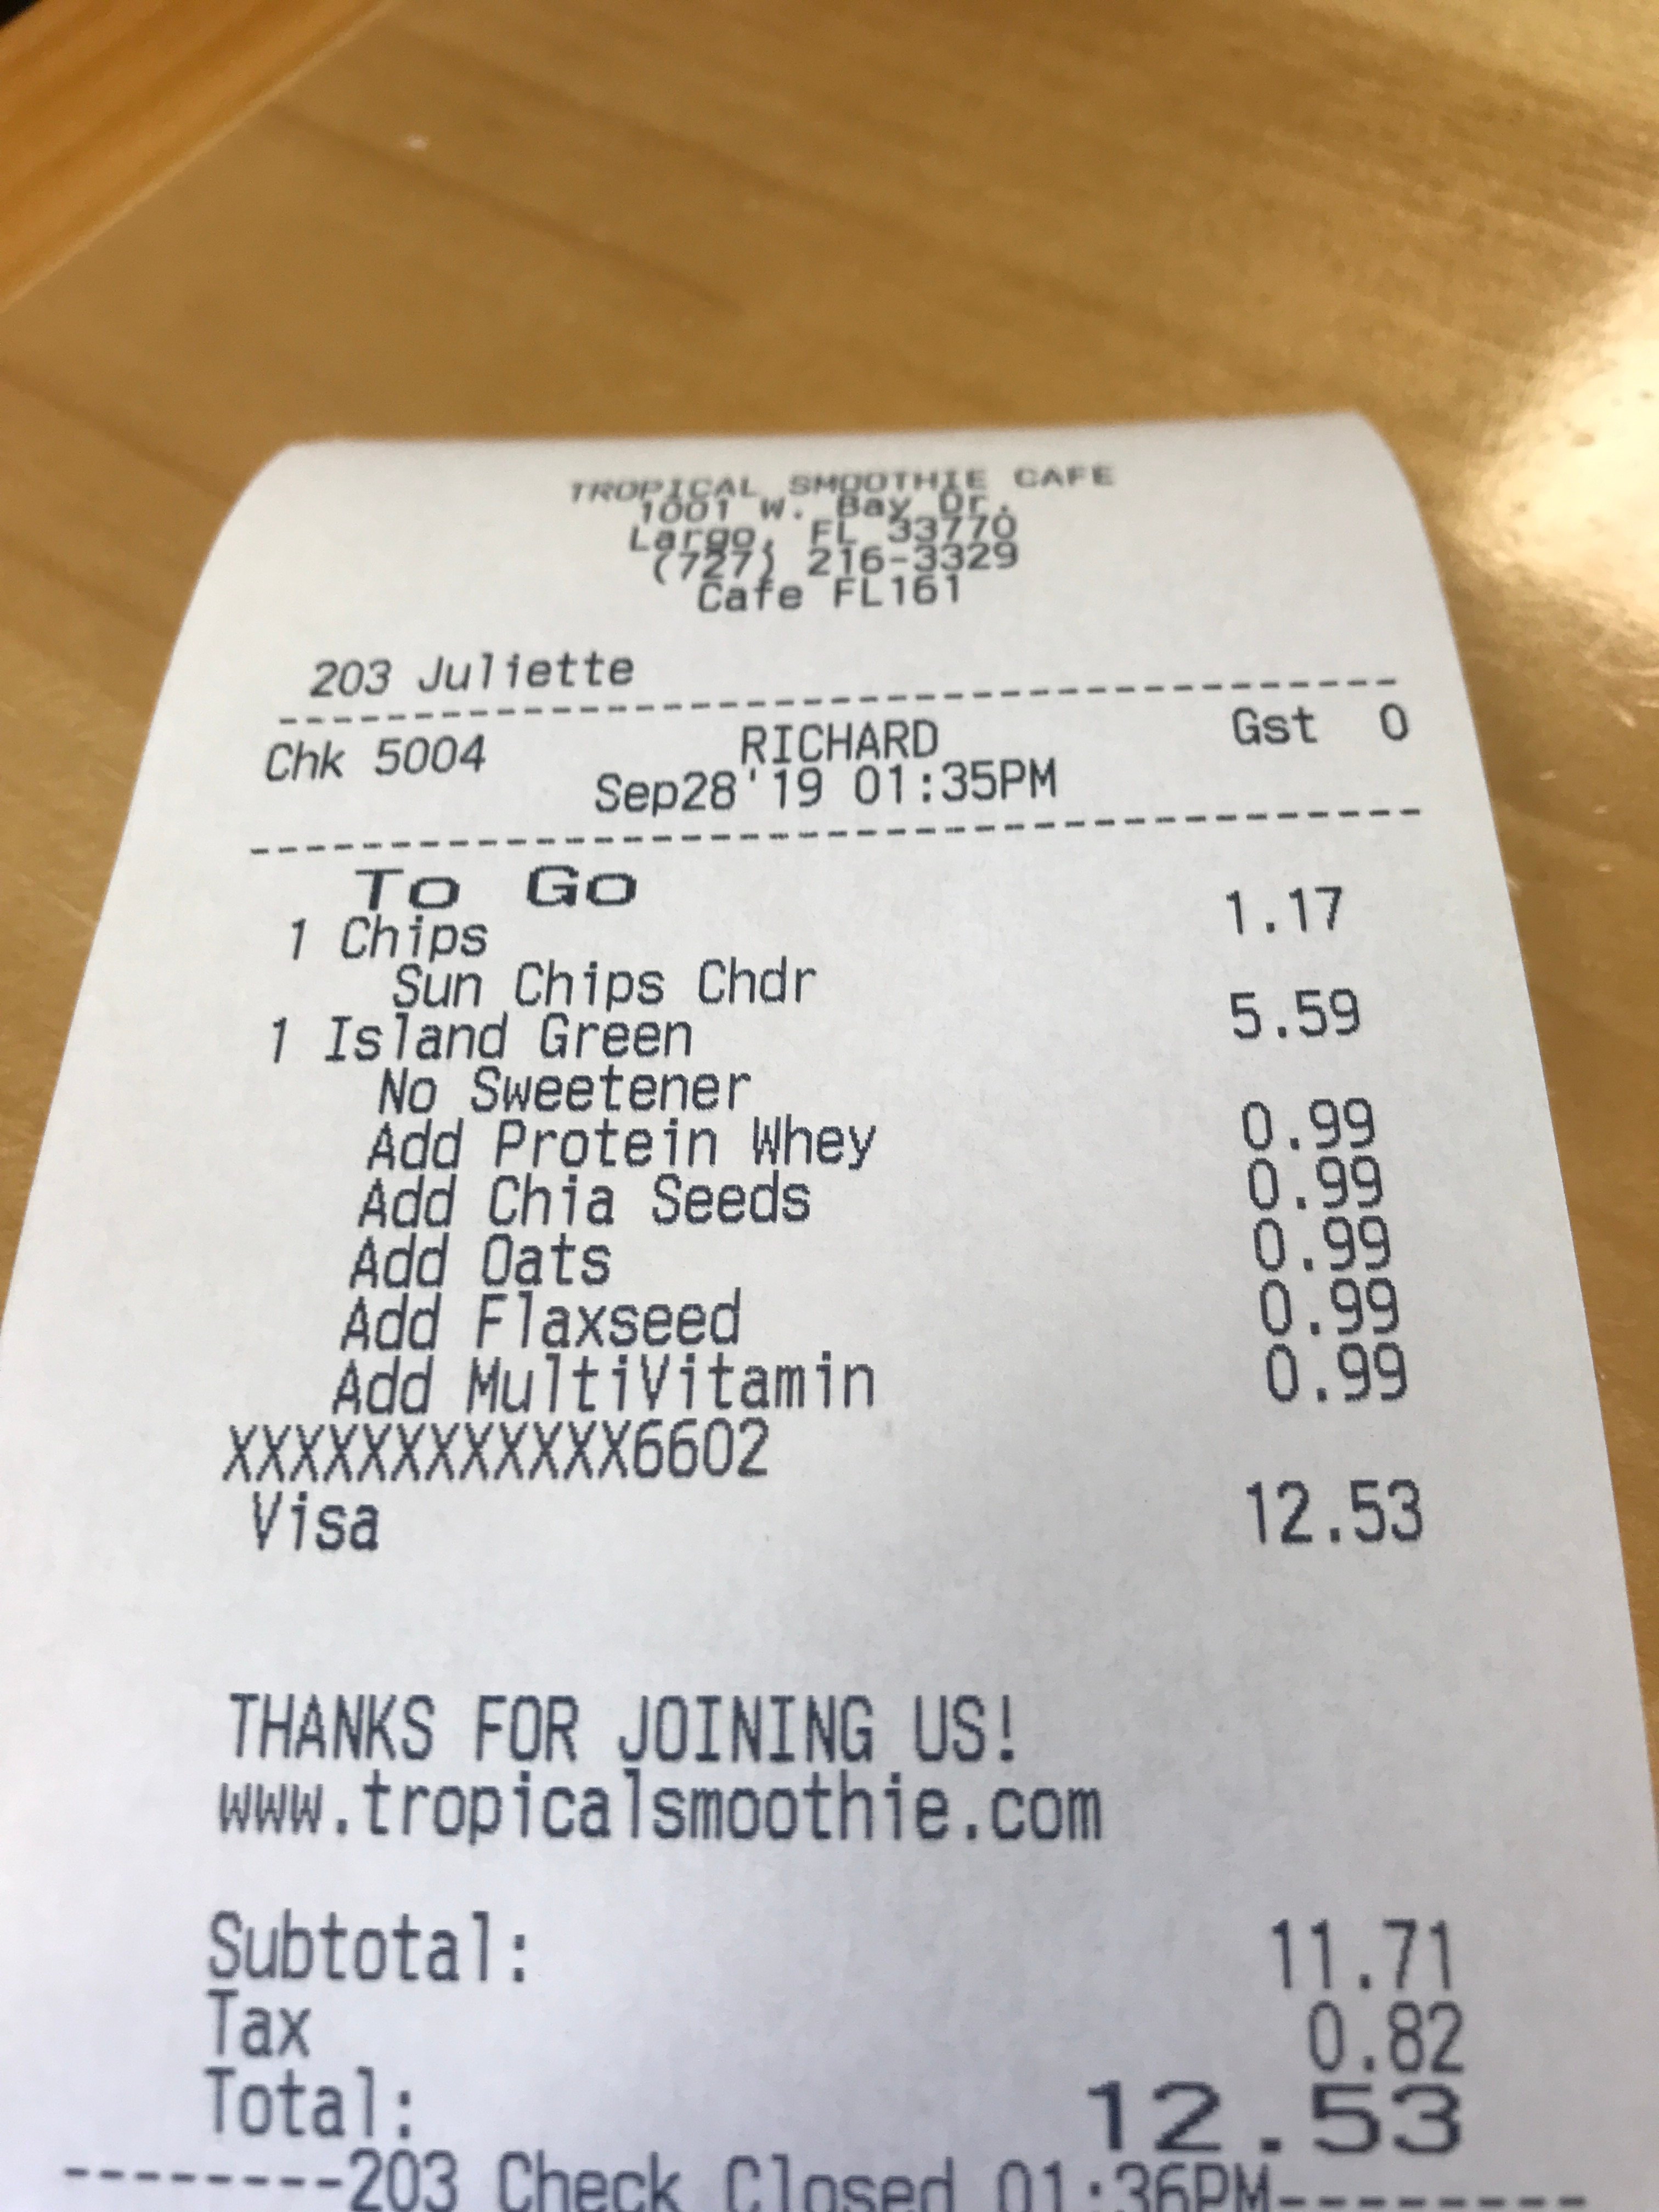 TROPICAL SMOOTHIE CAFE
1001 W. Bay Dr.
Largo, FL 33770
(727) 216-3329
Cafe FL161
203 Juliette
Chk 5004 RICHARD Gst 0
Sep28'19 01:35PM
To Go
1 Chips 1.17
Sun Chips Chdr
1 Island Green 5.59
No Sweetener
Add Protein Whey 0.99
Add Chia Seeds 0.99
Add Oats 0.99
Add Flaxseed 0.99
Add MultiVitamin 0.99
XXXXXXXXXXXX6602
Visa 12.53
THANKS FOR JOINING US!
www.tropicalsmoothie.com
Subtotal: 11.71
Tax 0.82
Total: 12.53
--------203 Check Closed 01:36PM--------